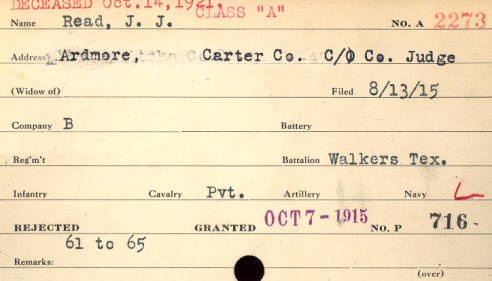 DECEASED Oct.14,1921.
CLASS "A"
Name Read, J. J. No. A 2273
Address Ardmore, Carter Co. C/O Co. Judge
(Widow of) Filed 8/13/15
Company B Battery
Reg'm't Battalion Walkers Tex.
Infantry Cavalry Pvt. Artillery Navy
REJECTED GRANTED OCT 7-1915 No. P 716-
61 to 65
Remarks:
(over)